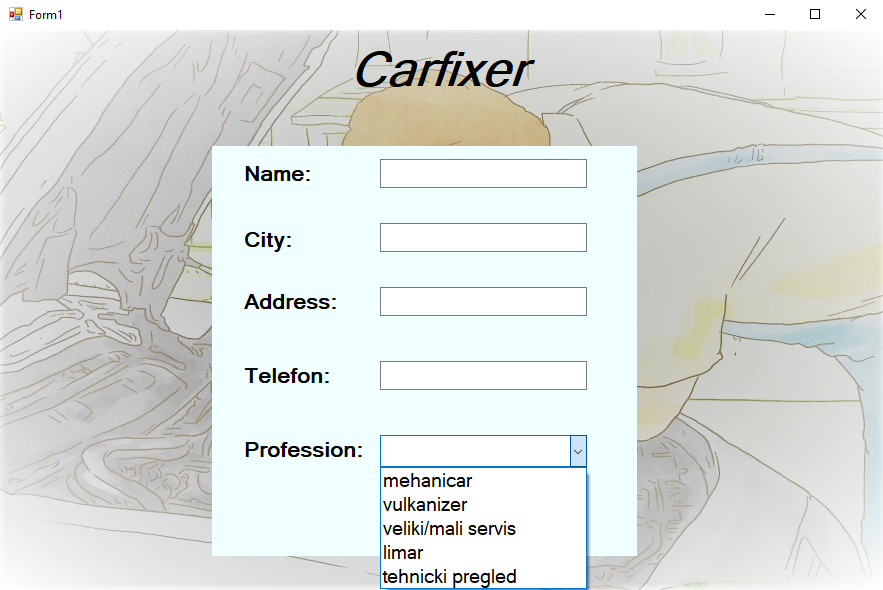 Form1
Carfixer
Name:
City:
Address:
Telefon:
Profession:
mehanicar
vulkanizer
veliki/mali servis
limar
tehnicki pregled